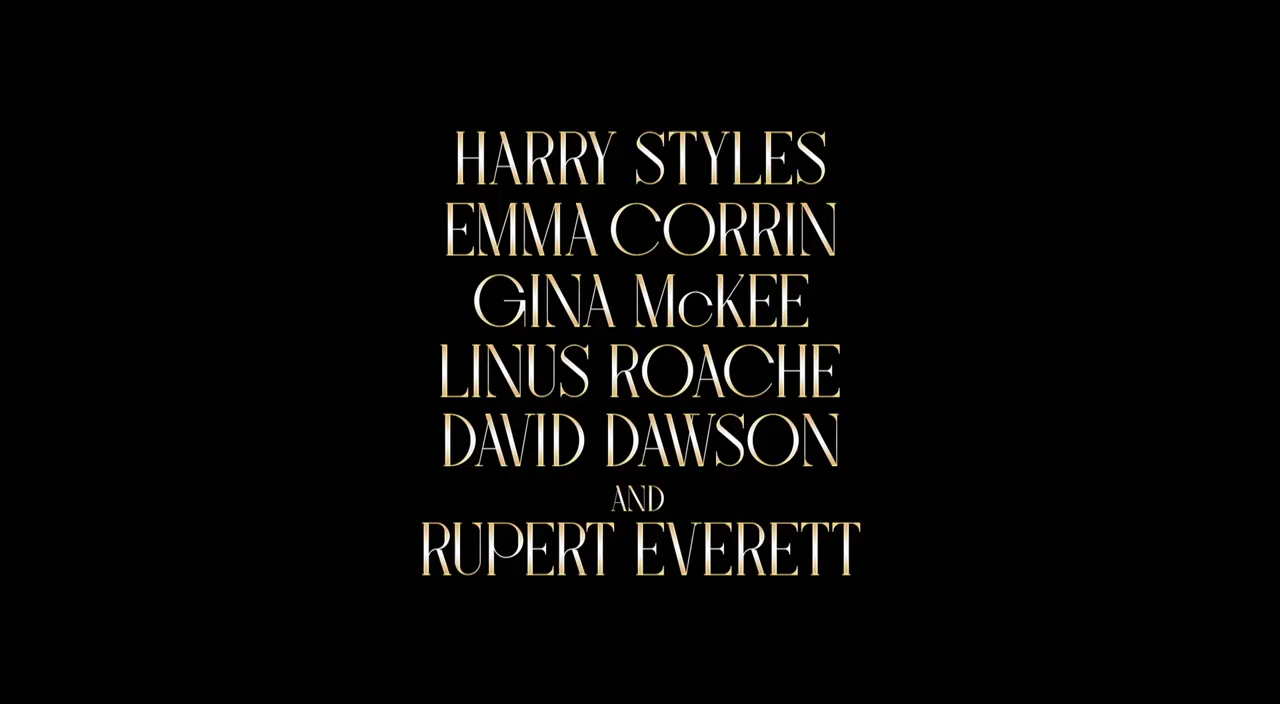 HARRY STYLES
EMMA CORRIN
GINA McKEE
LINUS ROACHE
DAVID DAWSON
AND
RUPERT EVERETT